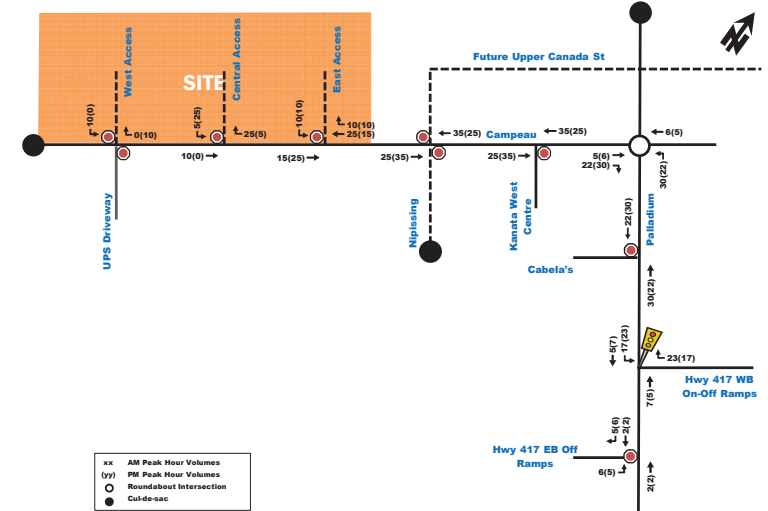 Future Upper Canada St
West Access
Central Access
East Access
SITE
10(0)
0(10)
5(25)
25(5)
10(10)
10(10)
25(15)
35(25)
Campeau
35(25)
6(5)
10(0)
15(25)
25(35)
25(35)
5(6)
22(30)
30(22)
UPS Driveway
Nipissing
Kanata West
Centre
22(30)
Palladium
Cabela's
30(22)
5(7)
17(23)
23(17)
Hwy 417 WB
On-Off Ramps
7(5)
5(6)
2(2)
Hwy 417 EB Off
Ramps
6(5)
2(2)
xx AM Peak Hour Volumes
(yy) PM Peak Hour Volumes
Roundabout Intersection
Cul-de-sac